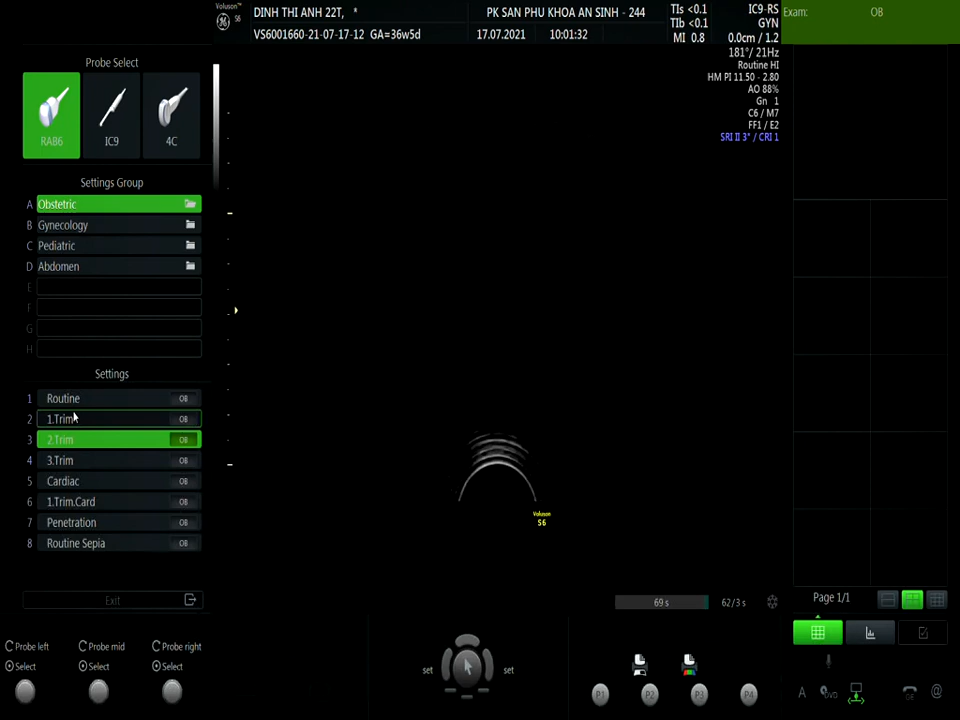 Voluson™
S6
DINH THI ANH 22T, *
PK SAN PHU KHOA AN SINH - 244
VS6001660-21-07-17-12 GA=36w5d
17.07.2021
10:01:32
TIs <0.1
TIb <0.1
MI 0.8
IC9-RS
GYN
0.0cm / 1.2
181°/ 21Hz
Routine HI
HM PI 11.50 - 2.80
AO 88%
Gn 1
C6 / M7
FF1 / E2
SRI II 3* / CRI 1
Exam:
OB
Probe Select
RAB6
IC9
4C
Settings Group
A Obstetric
B Gynecology
C Pediatric
D Abdomen
E
F
G
H
Settings
1 Routine OB
2 1.Trim OB
3 2.Trim OB
4 3.Trim OB
5 Cardiac OB
6 1.Trim.Card OB
7 Penetration OB
8 Routine Sepia OB
Exit
Voluson
S6
69 s
62/3 s
Page 1/1
Probe left
Probe mid
Probe right
Select
Select
Select
set
set
P1
P2
P3
P4
A
DVD
@